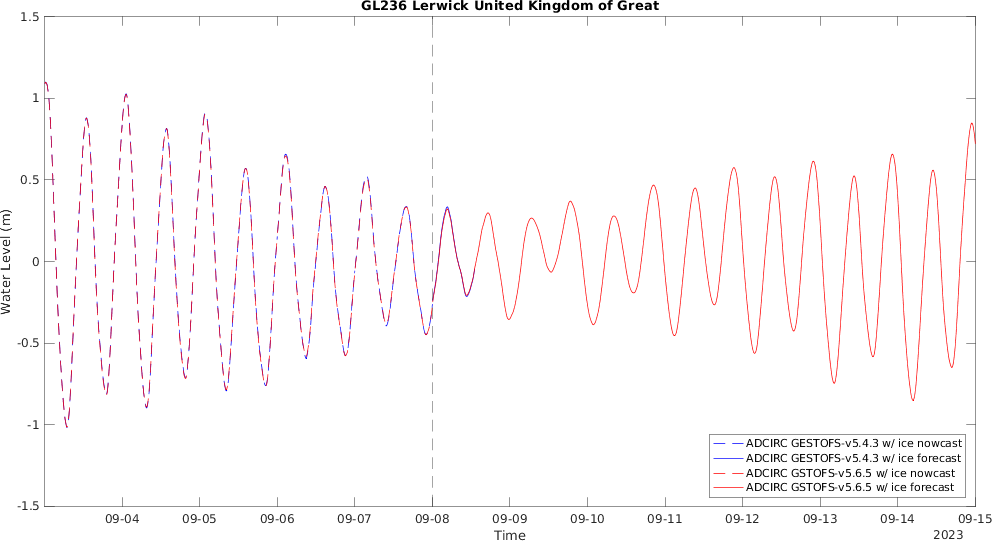 GL236 Lerwick United Kingdom of Great
1.5
1
0.5
0
-0.5
-1
-1.5
Water Level (m)
ADCIRC GESTOFS-v5.4.3 w/ ice nowcast
ADCIRC GESTOFS-v5.4.3 w/ ice forecast
ADCIRC GSTOFS-v5.6.5 w/ ice nowcast
ADCIRC GSTOFS-v5.6.5 w/ ice forecast
09-04 09-05 09-06 09-07 09-08 09-09 09-10 09-11 09-12 09-13 09-14 09-15
Time
2023